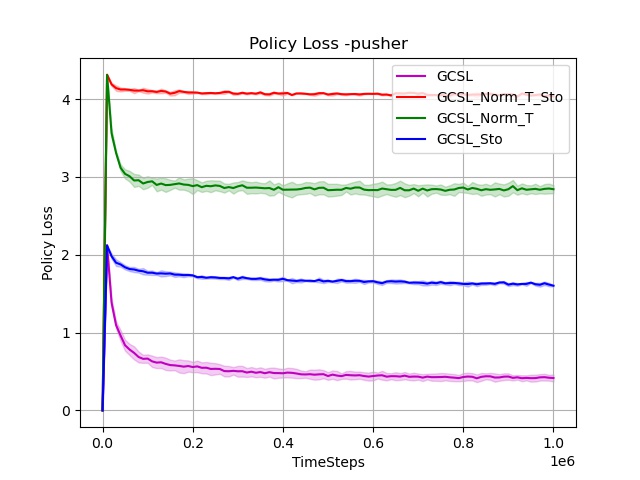 Policy Loss -pusher
GCSL
GCSL_Norm_T_Sto
GCSL_Norm_T
GCSL_Sto
Policy Loss
4
3
2
1
0
0.0 0.2 0.4 0.6 0.8 1.0
1e6
TimeSteps